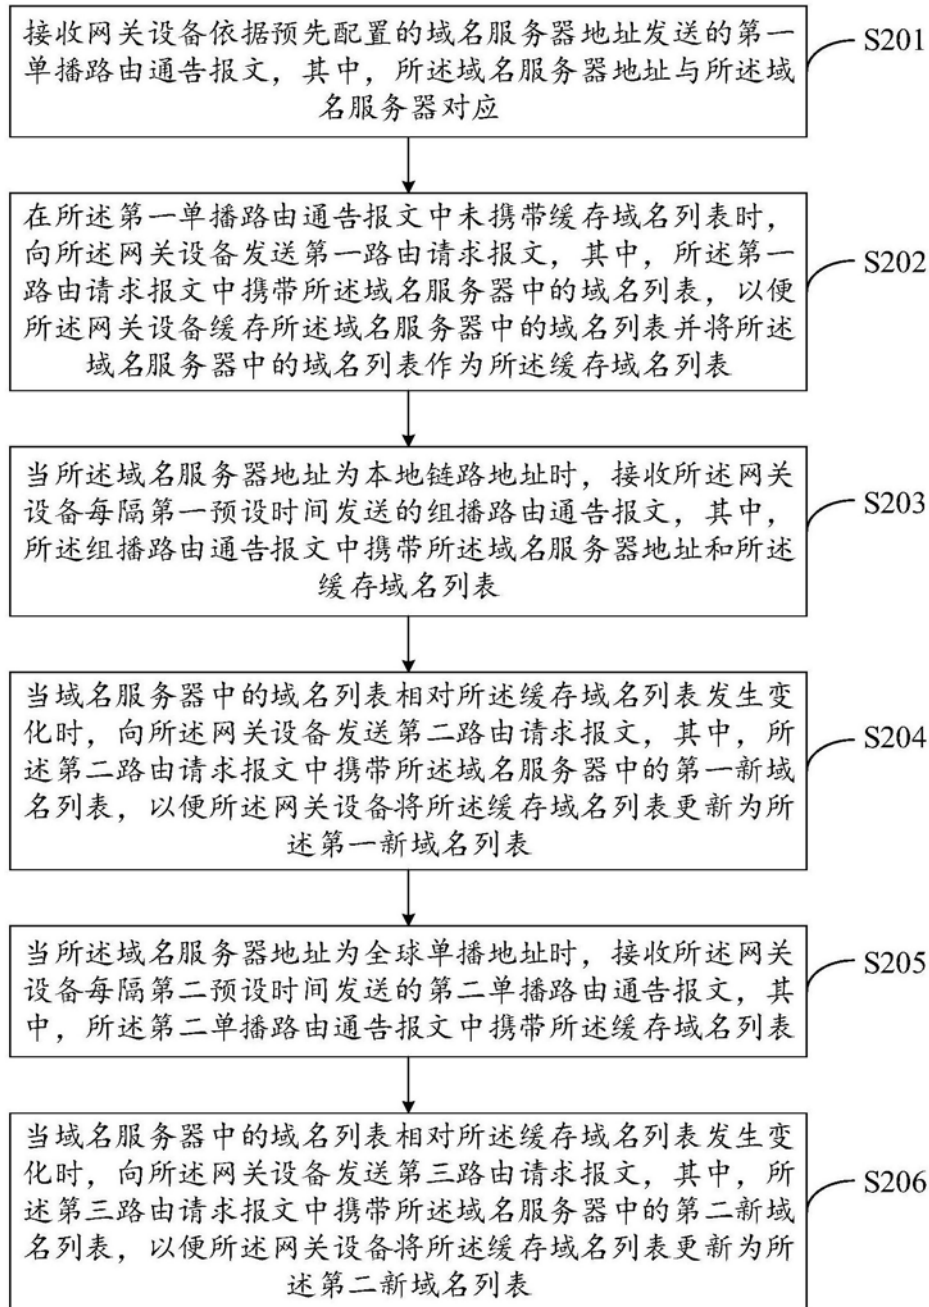 接收网关设备依据预先配置的域名服务器地址发送的第一
单播路由通告报文，其中，所述域名服务器地址与所述域
名服务器对应
S201
在所述第一单播路由通告报文中未携带缓存域名列表时，
向所述网关设备发送第一路由请求报文，其中，所述第一
路由请求报文中携带所述域名服务器中的域名列表，以便
所述网关设备缓存所述域名服务器中的域名列表并将所述
域名服务器中的域名列表作为所述缓存域名列表
S202
当所述域名服务器地址为本地链路地址时，接收所述网关
设备每隔第一预设时间发送的组播路由通告报文，其中，
所述组播路由通告报文中携带所述域名服务器地址和所述
缓存域名列表
S203
当域名服务器中的域名列表相对所述缓存域名列表发生变
化时，向所述网关设备发送第二路由请求报文，其中，所
述第二路由请求报文中携带所述域名服务器中的第一新域
名列表，以便所述网关设备将所述缓存域名列表更新为所
述第一新域名列表
S204
当所述域名服务器地址为全球单播地址时，接收所述网关
设备每隔第二预设时间发送的第二单播路由通告报文，其
中，所述第二单播路由通告报文中携带所述缓存域名列表
S205
当域名服务器中的域名列表相对所述缓存域名列表发生变
化时，向所述网关设备发送第三路由请求报文，其中，所
述第三路由请求报文中携带所述域名服务器中的第二新域
名列表，以便所述网关设备将所述缓存域名列表更新为所
述第二新域名列表
S206